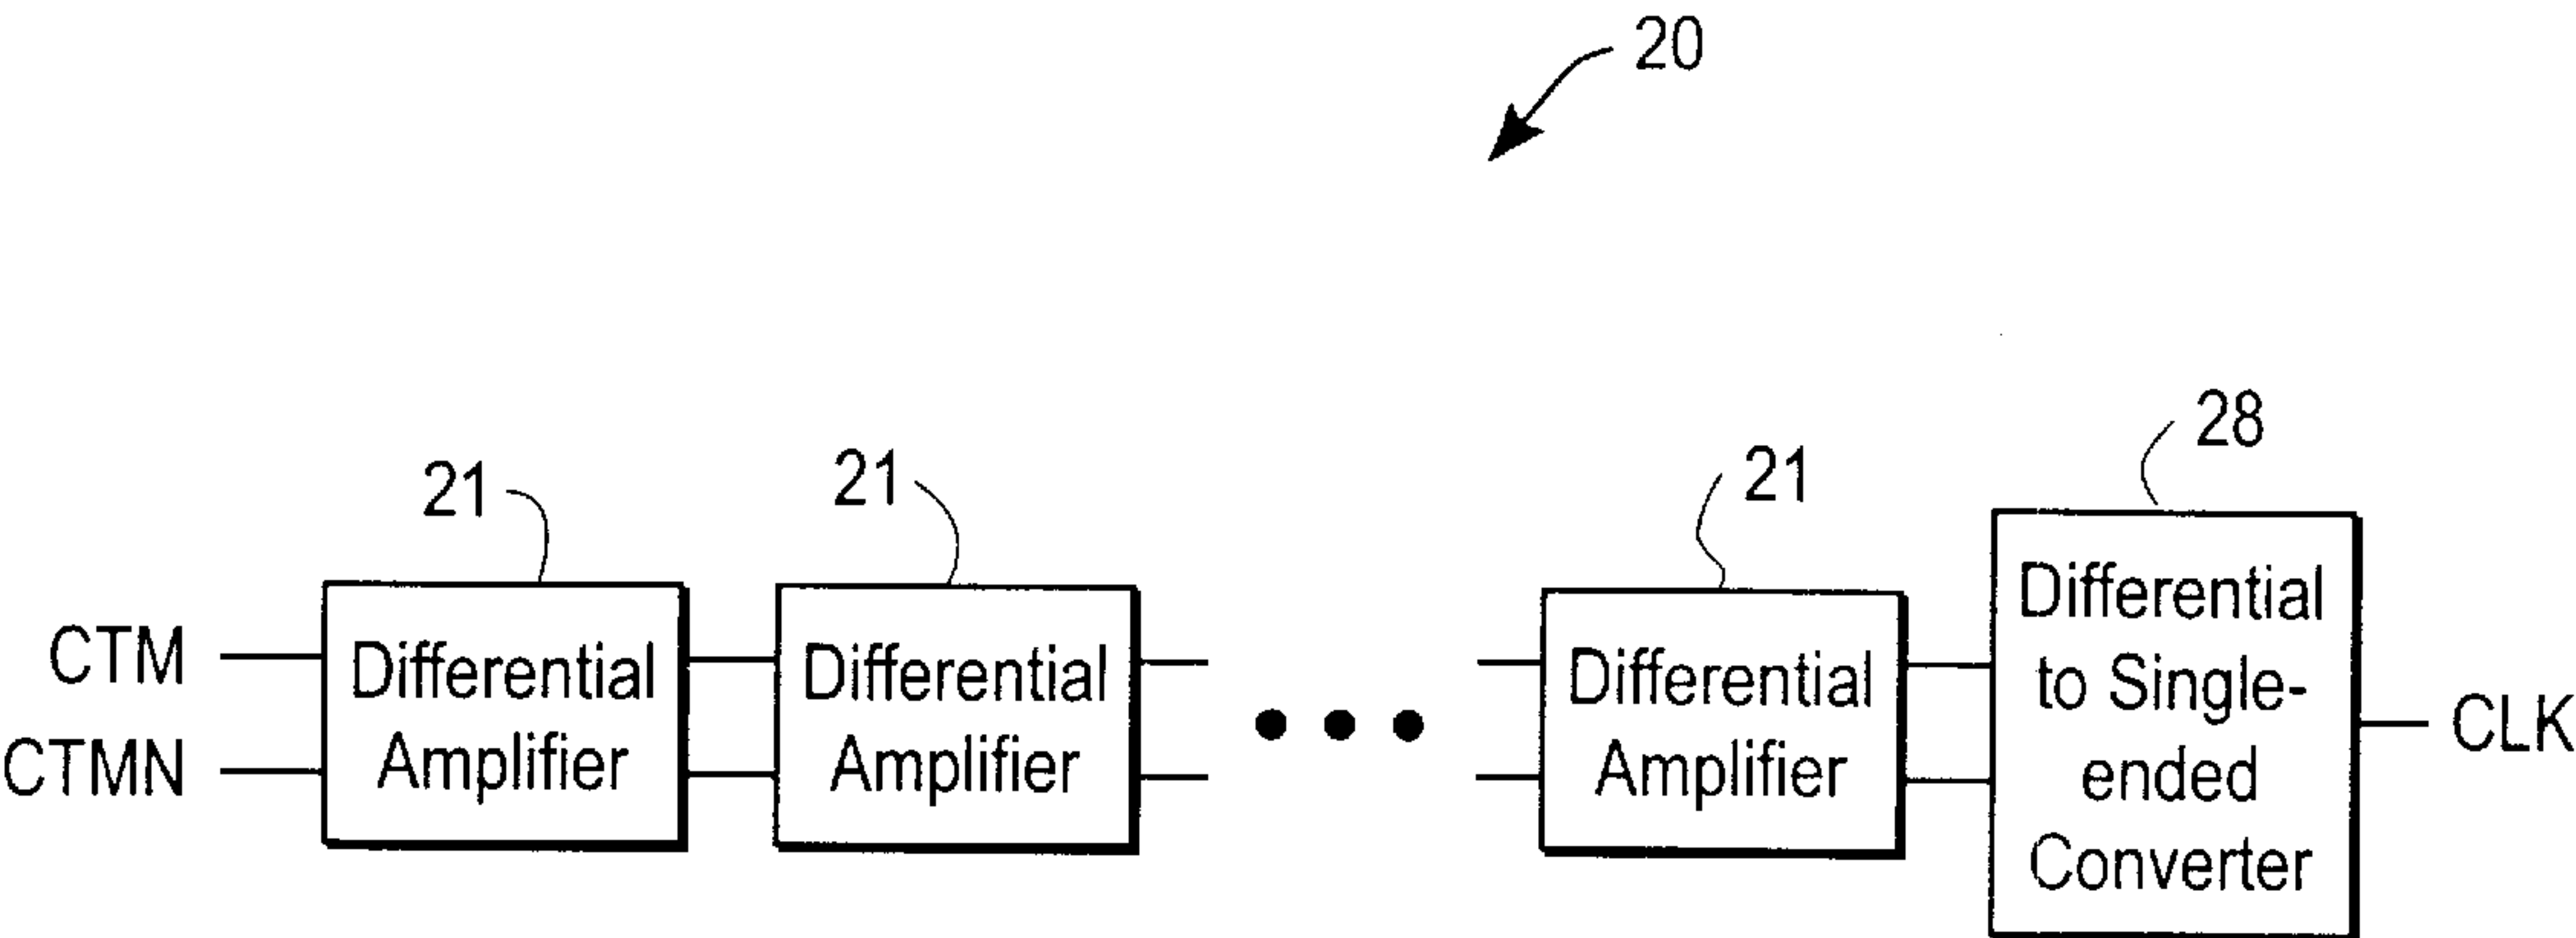 20
21
21
21
28
CTM
CTMN
Differential
Amplifier
Differential
Amplifier
Differential
Amplifier
Differential
to Single-
ended
Converter
CLK